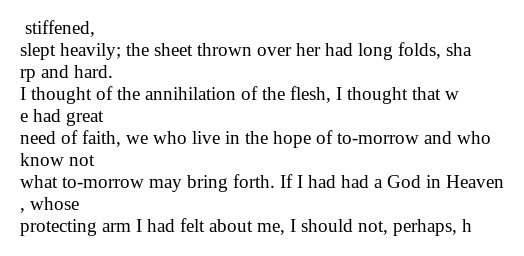 stiffened,
slept heavily; the sheet thrown over her had long folds, sha
rp and hard.
I thought of the annihilation of the flesh, I thought that w
e had great
need of faith, we who live in the hope of to-morrow and who
know not
what to-morrow may bring forth. If I had had a God in Heaven
, whose
protecting arm I had felt about me, I should not, perhaps, h